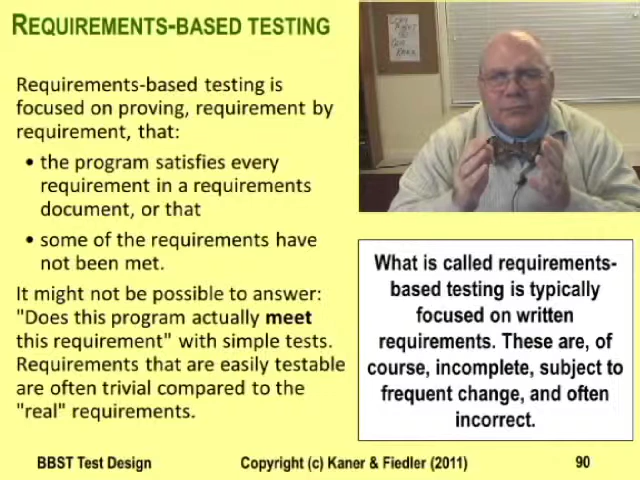 REQUIREMENTS-BASED TESTING
Requirements-based testing is
focused on proving, requirement by
requirement, that:
• the program satisfies every
requirement in a requirements
document, or that
• some of the requirements have
not been met.
It might not be possible to answer:
"Does this program actually meet
this requirement" with simple tests.
Requirements that are easily testable
are often trivial compared to the
"real" requirements.
What is called requirements-
based testing is typically
focused on written
requirements. These are, of
course, incomplete, subject to
frequent change, and often
incorrect.
BBST Test Design
Copyright (c) Kaner & Fiedler (2011)
90